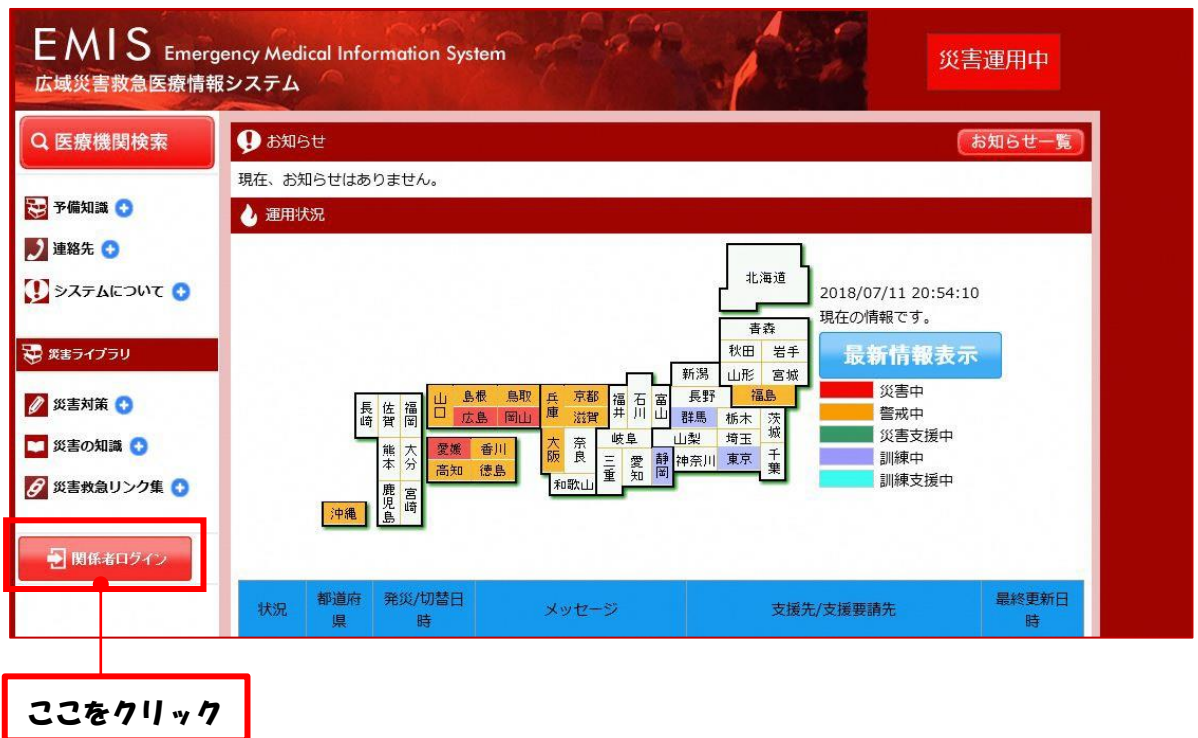 EMIS Emergency Medical Information System
広域災害救急医療情報システム
災害運用中
医療機関検索
予備知識
連絡先
システムについて
災害ライブラリ
災害対策
災害の知識
災害救急リンク集
関係者ログイン
お知らせ
お知らせ一覧
現在、お知らせはありません。
運用状況
北海道
青森
秋田 岩手
山形 宮城
福島
新潟
長野
群馬 栃木 茨城
山梨 埼玉 千葉
神奈川 東京
静岡
富山
石川
福井
岐阜
愛知
三重
滋賀
京都
兵庫
大阪
奈良
和歌山
鳥取
島根
岡山
広島
山口
愛媛 香川
高知 徳島
福岡
佐賀
長崎
大分
熊本
宮崎
鹿児島
沖縄
2018/07/11 20:54:10
現在の情報です。
最新情報表示
災害中
警戒中
災害支援中
訓練中
訓練支援中
状況 都道府県 発災/切替日時 メッセージ 支援先/支援要請先 最終更新日時
ここをクリック